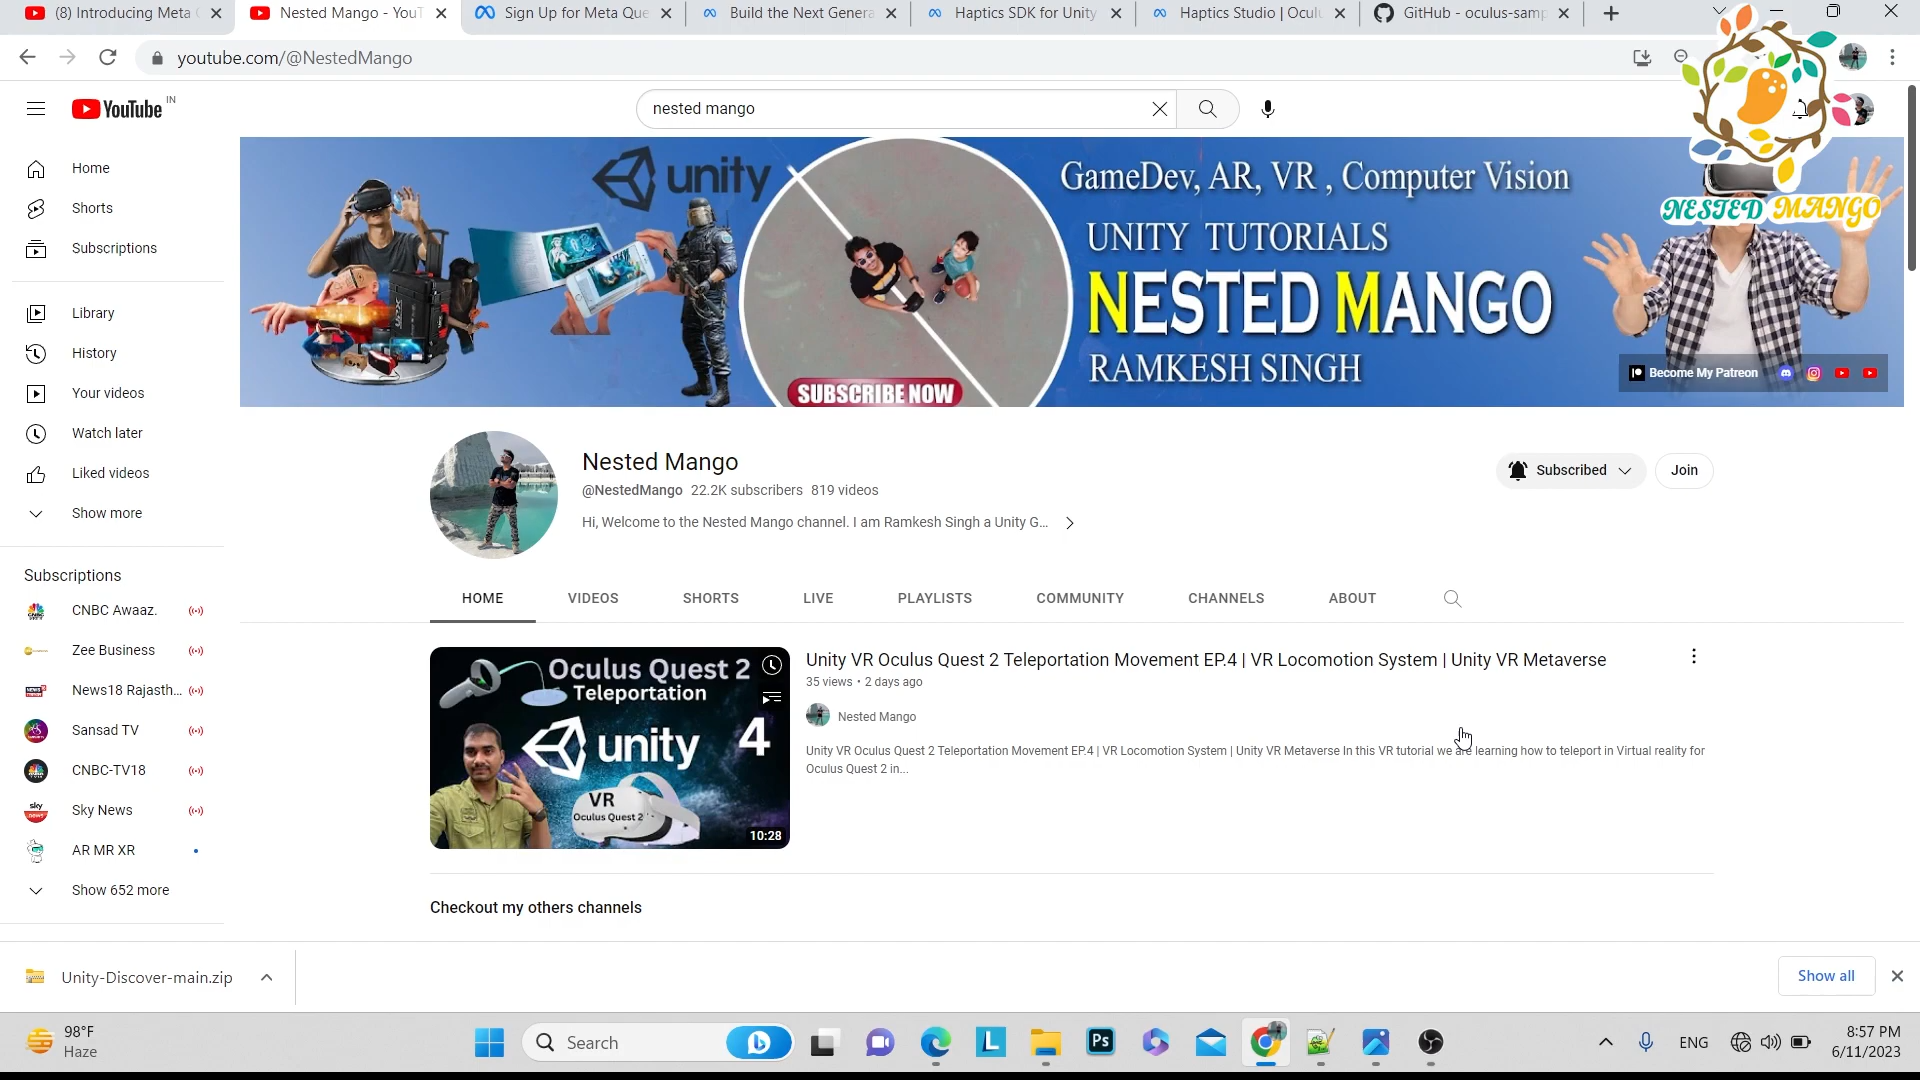 (8) Introducing Meta
Nested Mango - YouT
Sign Up for Meta Que
Build the Next Genera
Haptics SDK for Unity
Haptics Studio | Ocul
GitHub - oculus-samp
youtube.com/@NestedMango
YouTube IN
nested mango
Home
Shorts
Subscriptions
Library
History
Your videos
Watch later
Liked videos
Show more
Subscriptions
CNBC Awaaz.
Zee Business
News18 Rajasth...
Sansad TV
CNBC-TV18
Sky News
AR MR XR
Show 652 more
unity
GameDev, AR, VR , Computer Vision
UNITY TUTORIALS
NESTED MANGO
RAMKESH SINGH
SUBSCRIBE NOW
NESTED MANGO
Become My Patreon
Nested Mango
@NestedMango 22.2K subscribers 819 videos
Hi, Welcome to the Nested Mango channel. I am Ramkesh Singh a Unity G...
Subscribed
Join
HOME VIDEOS SHORTS LIVE PLAYLISTS COMMUNITY CHANNELS ABOUT
Oculus Quest 2
Teleportation
unity 4
VR
Oculus Quest 2
10:28
Unity VR Oculus Quest 2 Teleportation Movement EP.4 | VR Locomotion System | Unity VR Metaverse
35 views • 2 days ago
Nested Mango
Unity VR Oculus Quest 2 Teleportation Movement EP.4 | VR Locomotion System | Unity VR Metaverse In this VR tutorial we are learning how to teleport in Virtual reality for
Oculus Quest 2 in...
Checkout my others channels
Unity-Discover-main.zip
Show all
98°F
Haze
Search
L
Ps
ENG
8:57 PM
6/11/2023